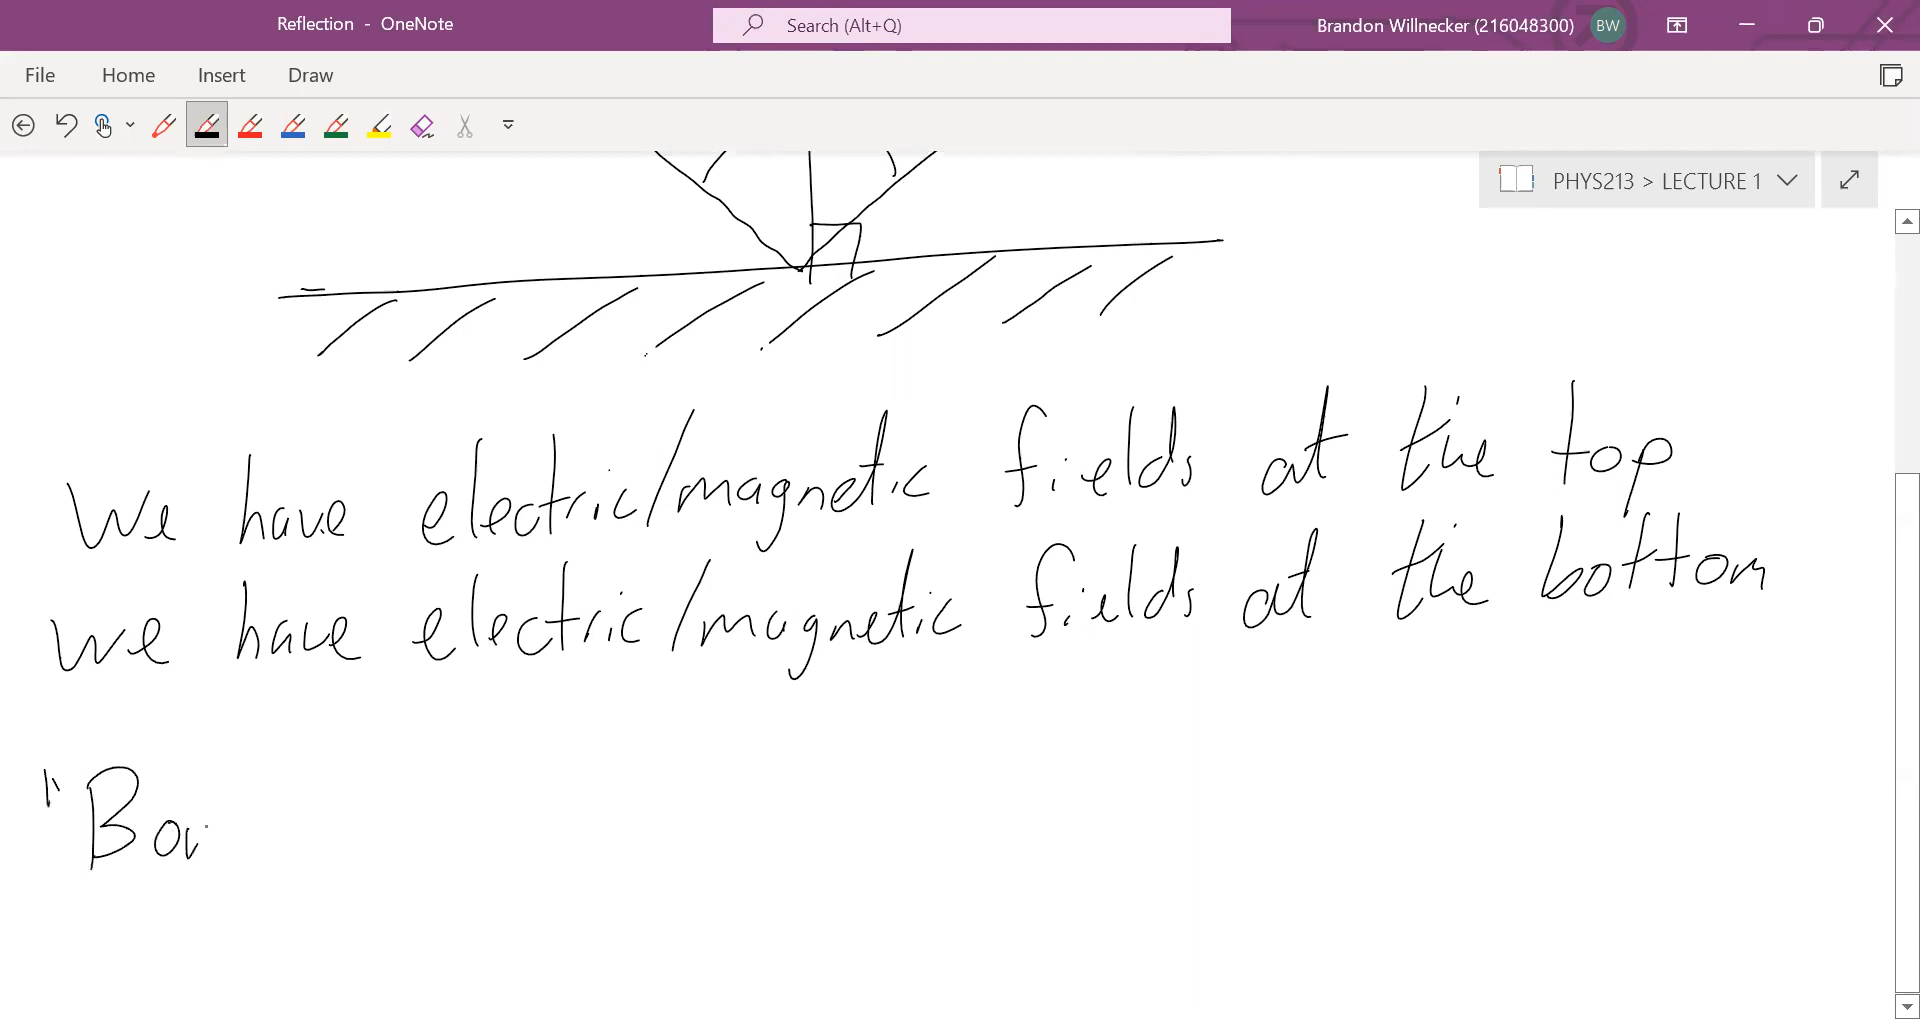 Reflection - OneNote
Search (Alt+Q)
Brandon Willnecker (216048300)
BW
File Home Insert Draw
PHYS213 > LECTURE 1
We have electric/magnetic fields at the top
we have electric/magnetic fields at the bottom
"Bou